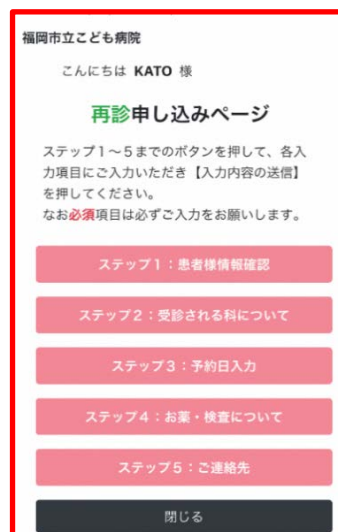 福岡市立こども病院
こんにちは KATO 様
再診申し込みページ
ステップ1〜5までのボタンを押して、各入
力項目にご入力いただき【入力内容の送信】
を押してください。
なお必須項目は必ずご入力をお願いします。
ステップ1：患者様情報確認
ステップ2：受診される科について
ステップ3：予約日入力
ステップ4：お薬・検査について
ステップ5：ご連絡先
閉じる